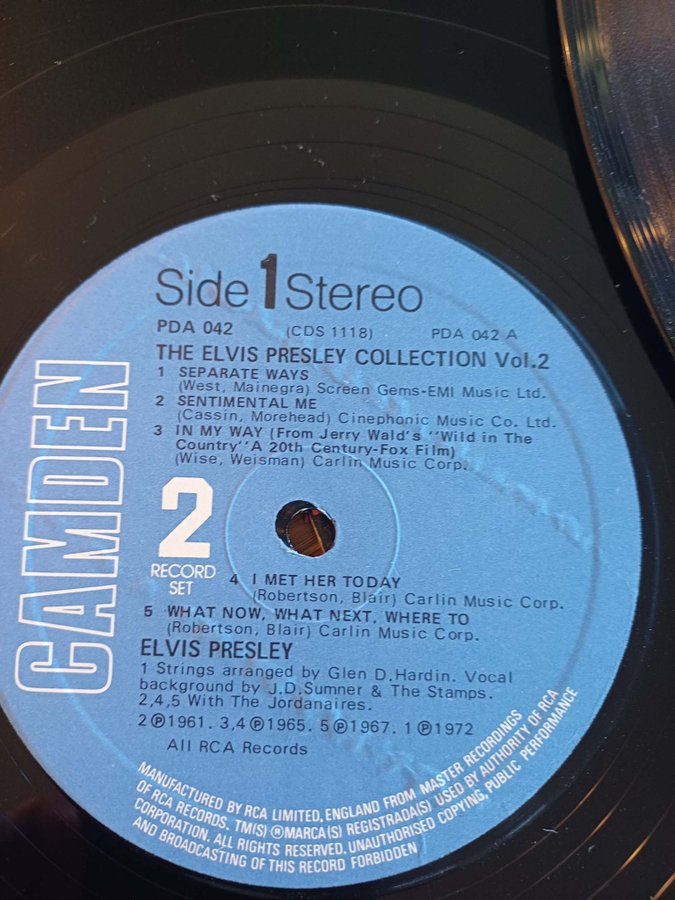 Side 1 Stereo
PDA 042 (CDS 1118) PDA 042 A
THE ELVIS PRESLEY COLLECTION Vol.2
1 SEPARATE WAYS
(West, Mainegra) Screen Gems-EMI Music Ltd.
2 SENTIMENTAL ME
(Cassin, Morehead) Cinephonic Music Co. Ltd.
3 IN MY WAY (From Jerry Wald's "Wild in The
Country" A 20th Century-Fox Film)
(Wise, Weisman) Carlin Music Corp.
CAMDEN
2
RECORD
SET
4 I MET HER TODAY
(Robertson, Blair) Carlin Music Corp.
5 WHAT NOW, WHAT NEXT, WHERE TO
(Robertson, Blair) Carlin Music Corp.
ELVIS PRESLEY
1 Strings arranged by Glen D.Hardin. Vocal
background by J.D.Sumner & The Stamps.
2,4,5 With The Jordanaires.
2 ℗1961. 3,4 ℗1965. 5 ℗1967. 1 ℗1972
All RCA Records
MANUFACTURED BY RCA LIMITED, ENGLAND FROM MASTER RECORDINGS
OF RCA RECORDS. TM(S) ® MARCA(S) REGISTRADA(S) USED BY AUTHORITY OF RCA
CORPORATION, ALL RIGHTS RESERVED. UNAUTHORISED COPYING, PUBLIC PERFORMANCE
AND BROADCASTING OF THIS RECORD FORBIDDEN